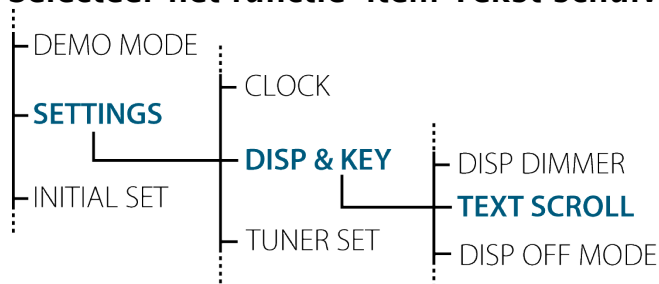 DEMO MODE
CLOCK
SETTINGS
DISP & KEY
DISP DIMMER
INITIAL SET
TEXT SCROLL
TUNER SET
DISP OFF MODE